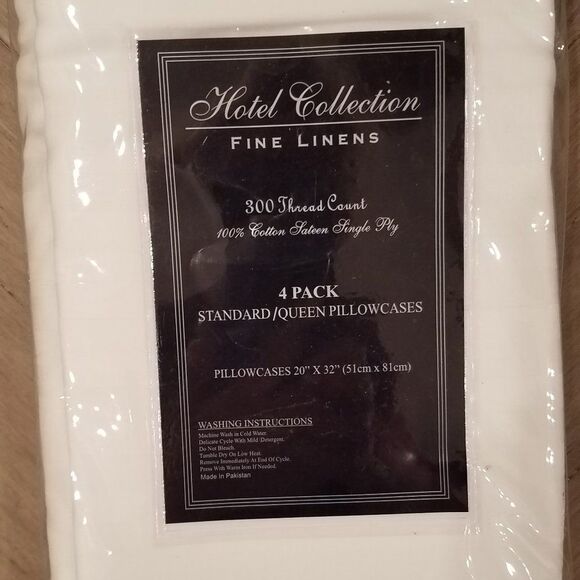 Hotel Collection
FINE LINENS
300 Thread Count
100% Cotton Sateen Single Ply
4 PACK
STANDARD/QUEEN PILLOWCASES
PILLOWCASES 20" X 32" (51cm x 81cm)
WASHING INSTRUCTIONS
Machine Wash in Cold Water.
Delicate Cycle With Mild Detergent.
Do Not Bleach.
Tumble Dry On Low Heat.
Remove Immediately At End Of Cycle.
Press With Warm Iron If Needed.
Made in Pakistan